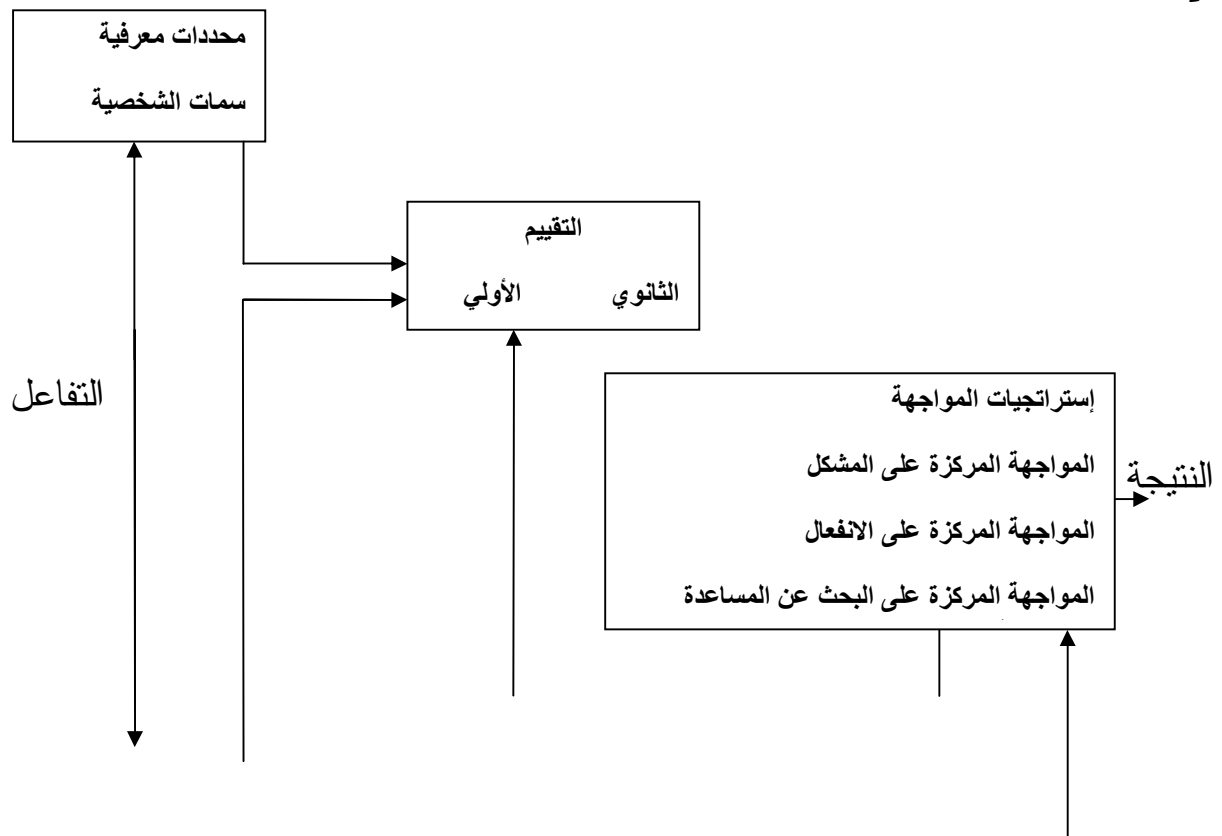 محددات معرفية
سمات الشخصية
التقييم
الأولي الثانوي
التفاعل
إستراتجيات المواجهة
المواجهة المركزة على المشكل
النتيجة
المواجهة المركزة على الانفعال
المواجهة المركزة على البحث عن المساعدة